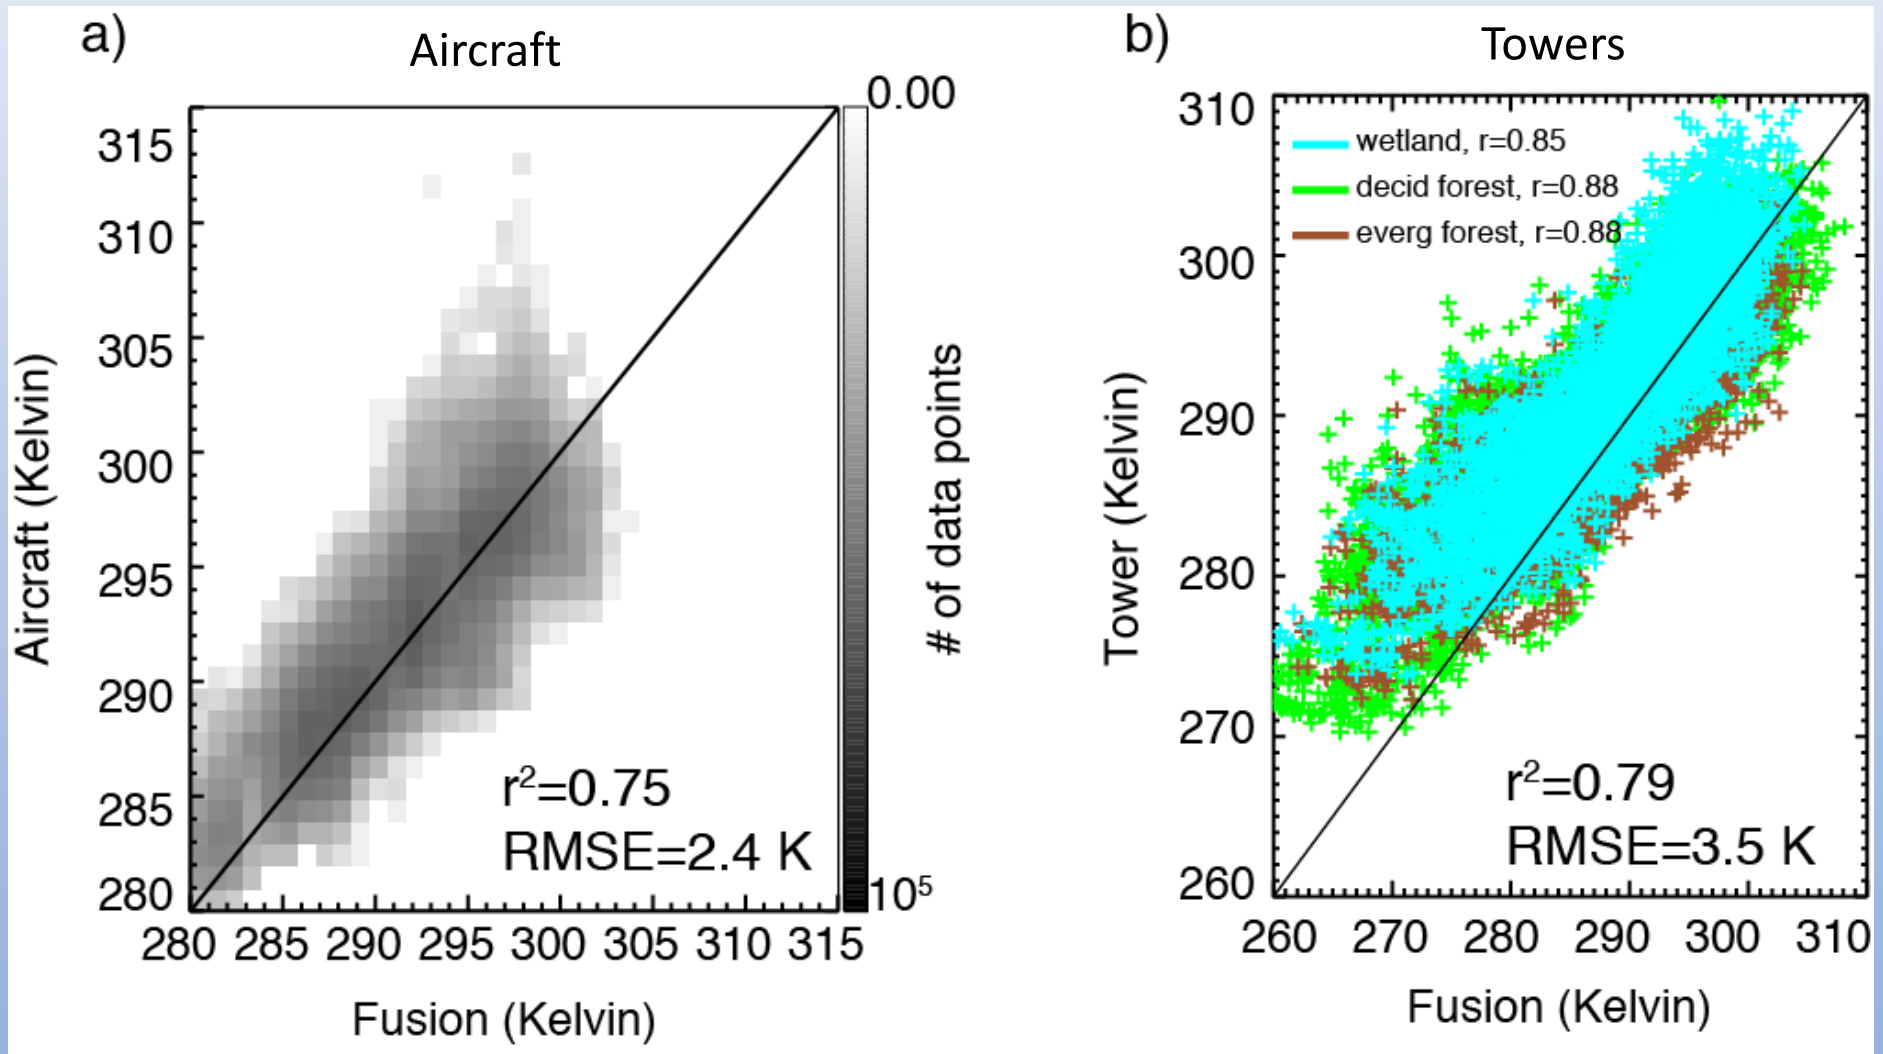 a)
Aircraft
0.00
315
310
305
300
295
290
285
280
Aircraft (Kelvin)
r²=0.75
RMSE=2.4 K
# of data points
10⁵
280 285 290 295 300 305 310 315
Fusion (Kelvin)
b)
Towers
310
300
290
280
270
260
Tower (Kelvin)
wetland, r=0.85
decid forest, r=0.88
everg forest, r=0.88
r²=0.79
RMSE=3.5 K
260 270 280 290 300 310
Fusion (Kelvin)